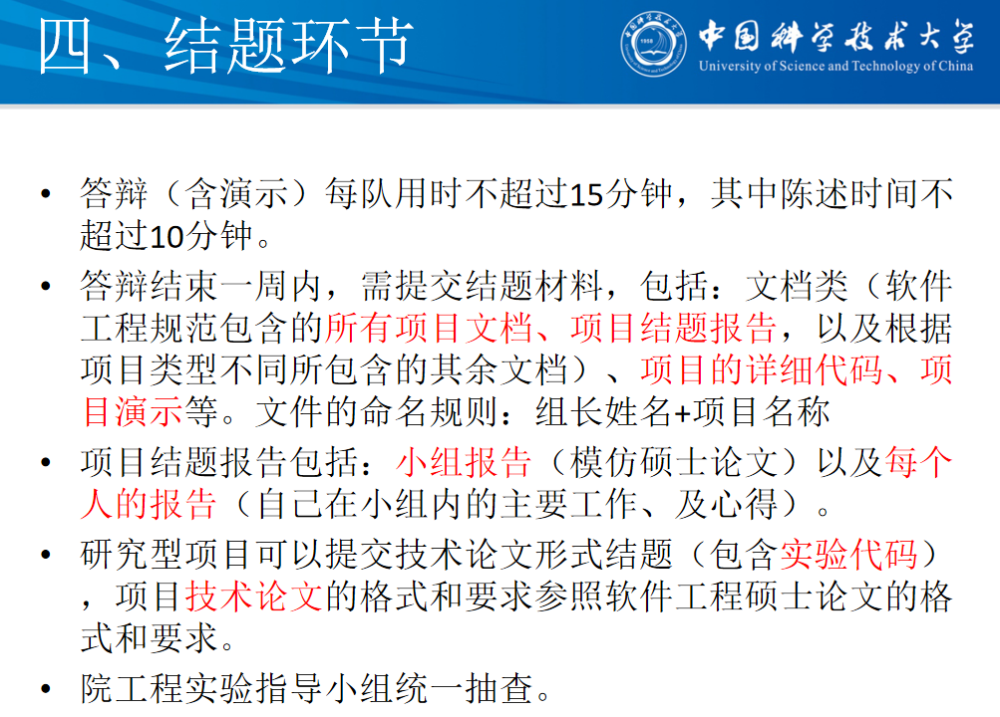 四、结题环节
中国科学技术大学
University of Science and Technology of China
• 答辩（含演示）每队用时不超过15分钟，其中陈述时间不
超过10分钟。
• 答辩结束一周内，需提交结题材料，包括：文档类（软件
工程规范包含的所有项目文档、项目结题报告，以及根据
项目类型不同所包含的其余文档）、项目的详细代码、项
目演示等。文件的命名规则：组长姓名+项目名称
• 项目结题报告包括：小组报告（模仿硕士论文）以及每个
人的报告（自己在小组内的主要工作、及心得）。
• 研究型项目可以提交技术论文形式结题（包含实验代码）
，项目技术论文的格式和要求参照软件工程硕士论文的格
式和要求。
• 院工程实验指导小组统一抽查。